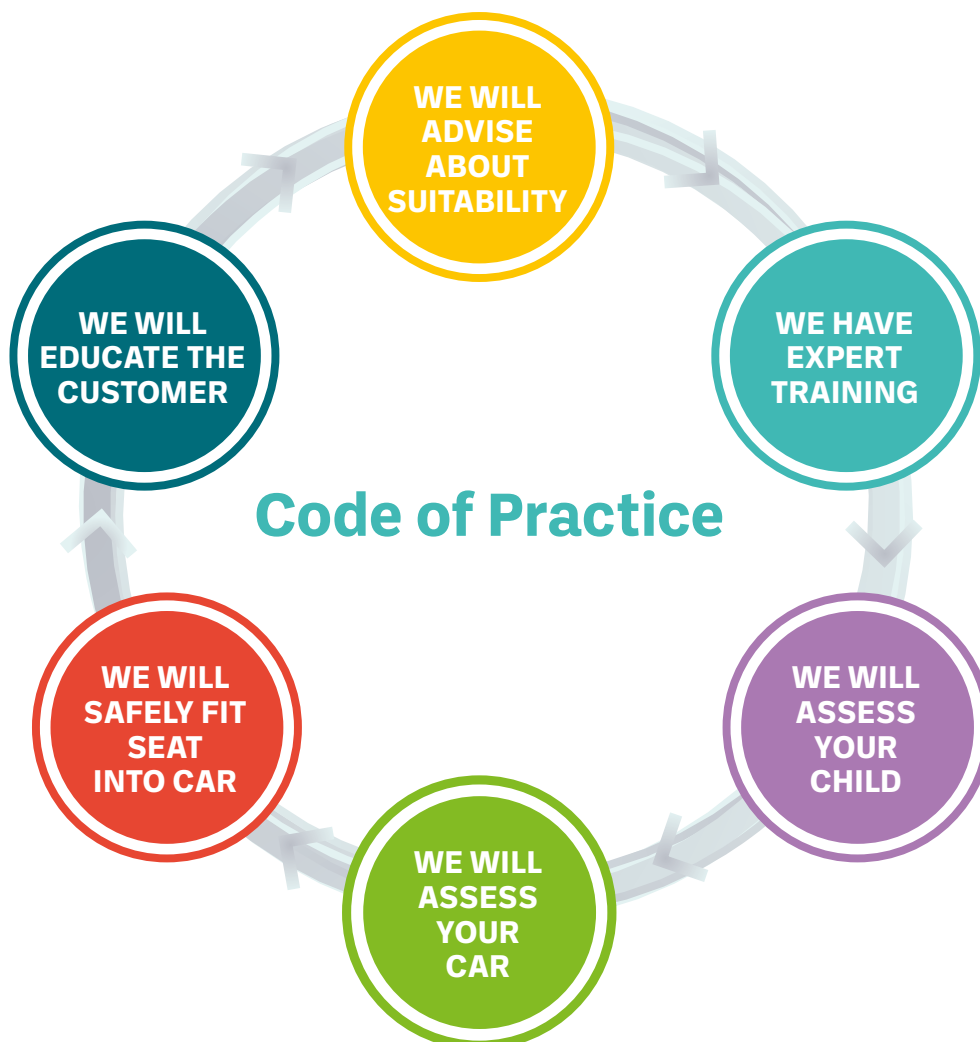 WE WILL
ADVISE
ABOUT
SUITABILITY
WE HAVE
EXPERT
TRAINING
WE WILL
ASSESS
YOUR
CHILD
WE WILL
ASSESS
YOUR
CAR
WE WILL
SAFELY FIT
SEAT
INTO CAR
WE WILL
EDUCATE THE
CUSTOMER
Code of Practice